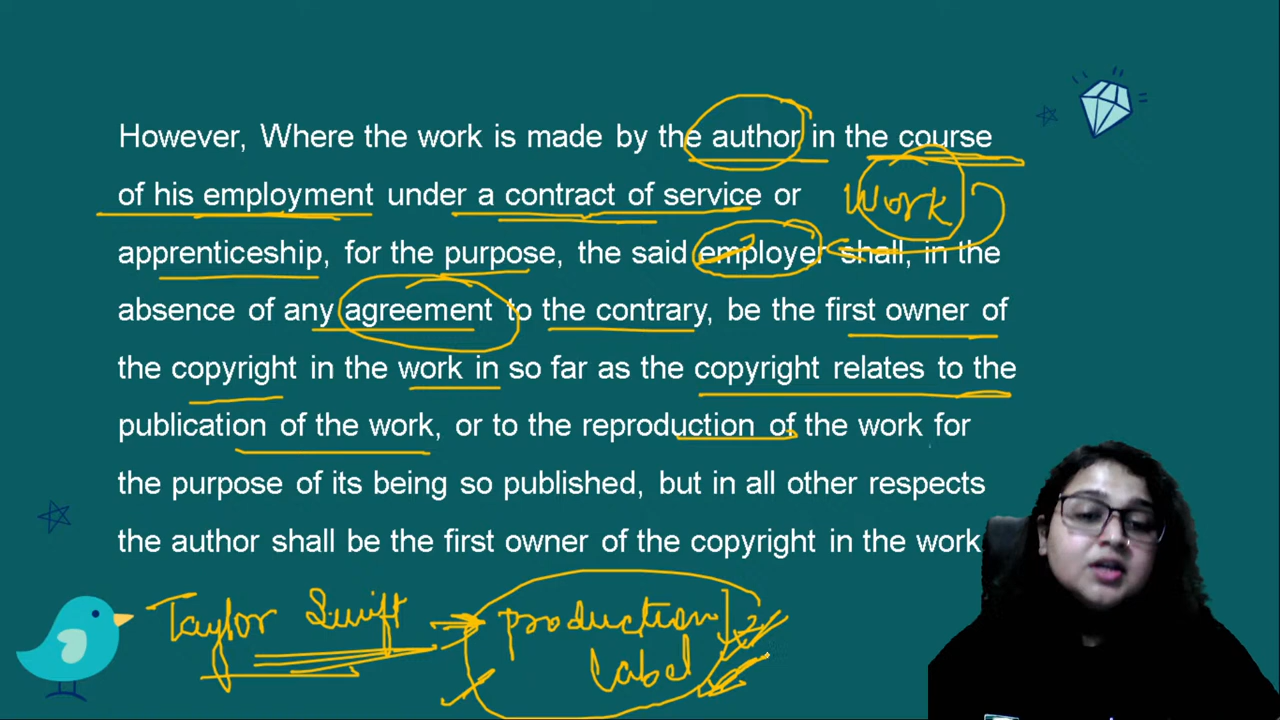 However, Where the work is made by the author in the course
of his employment under a contract of service or
Work
apprenticeship, for the purpose, the said employer shall, in the
absence of any agreement to the contrary, be the first owner of
the copyright in the work in so far as the copyright relates to the
publication of the work, or to the reproduction of the work for
the purpose of its being so published, but in all other respects
the author shall be the first owner of the copyright in the work
Taylor Swift production
label